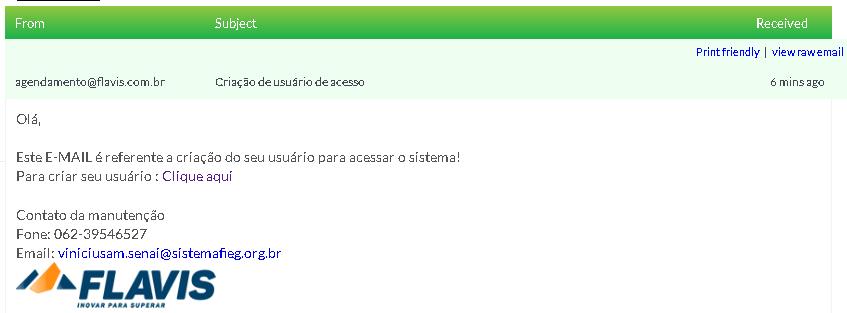 From Subject Received
Print friendly | view raw email
agendamento@flavis.com.br Criação de usuário de acesso 6 mins ago
Olá,
Este E-MAIL é referente a criação do seu usuário para acessar o sistema!
Para criar seu usuário : Clique aqui
Contato da manutenção
Fone: 062-39546527
Email: viniciusam.senai@sistemafieg.org.br
FLAVIS
INOVAR PARA SUPERAR